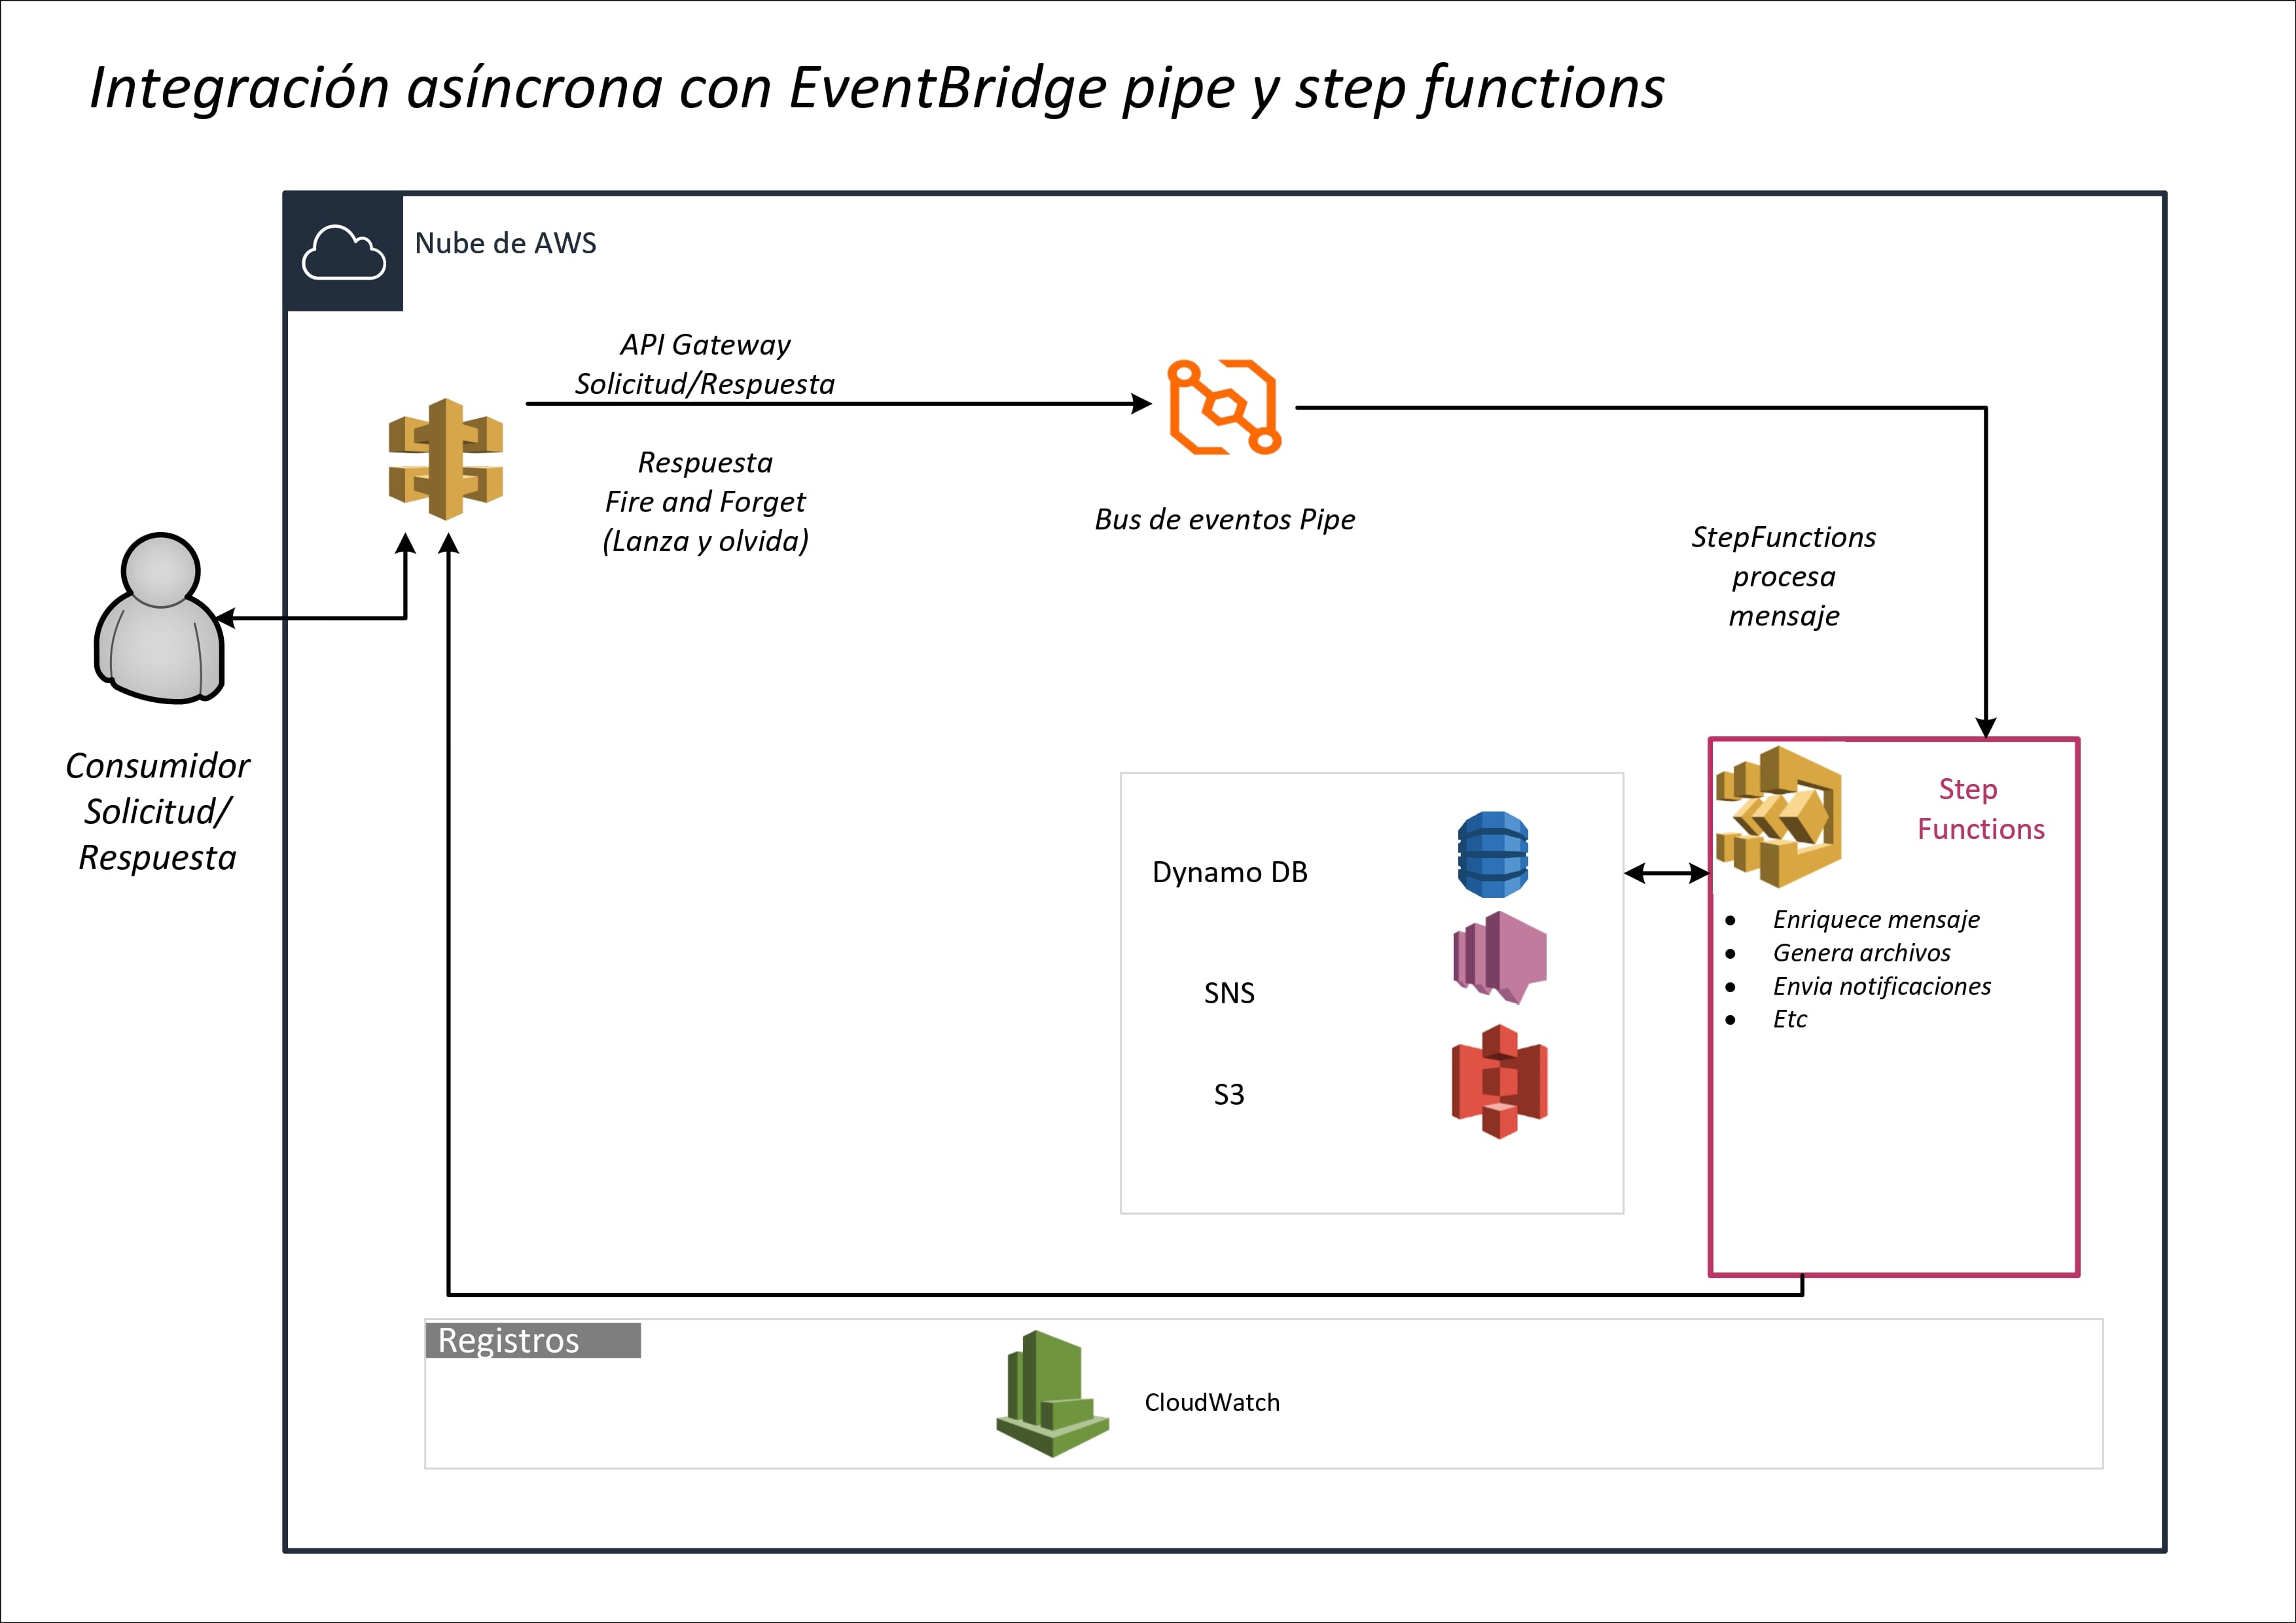 Integración asíncrona con EventBridge pipe y step functions
Nube de AWS
API Gateway
Solicitud/Respuesta
Respuesta
Fire and Forget
(Lanza y olvida)
Bus de eventos Pipe
StepFunctions
procesa
mensaje
Consumidor
Solicitud/
Respuesta
Step
Functions
Dynamo DB
SNS
S3
• Enriquece mensaje
• Genera archivos
• Envia notificaciones
• Etc
Registros
CloudWatch